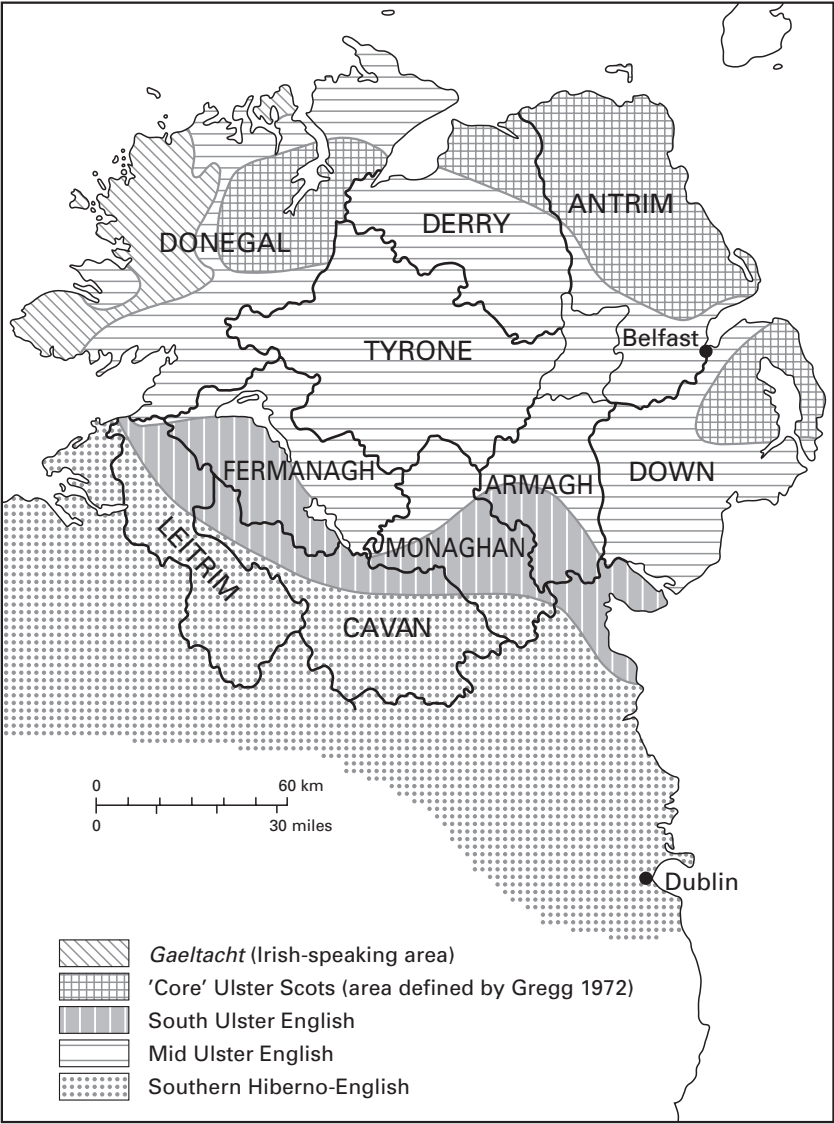 ANTRIM
DERRY
DONEGAL
Belfast
TYRONE
FERMANAGH
DOWN
ARMAGH
MONAGHAN
LEITRIM
CAVAN
0 60 km
0 30 miles
Dublin
Gaeltacht (Irish-speaking area)
'Core' Ulster Scots (area defined by Gregg 1972)
South Ulster English
Mid Ulster English
Southern Hiberno-English